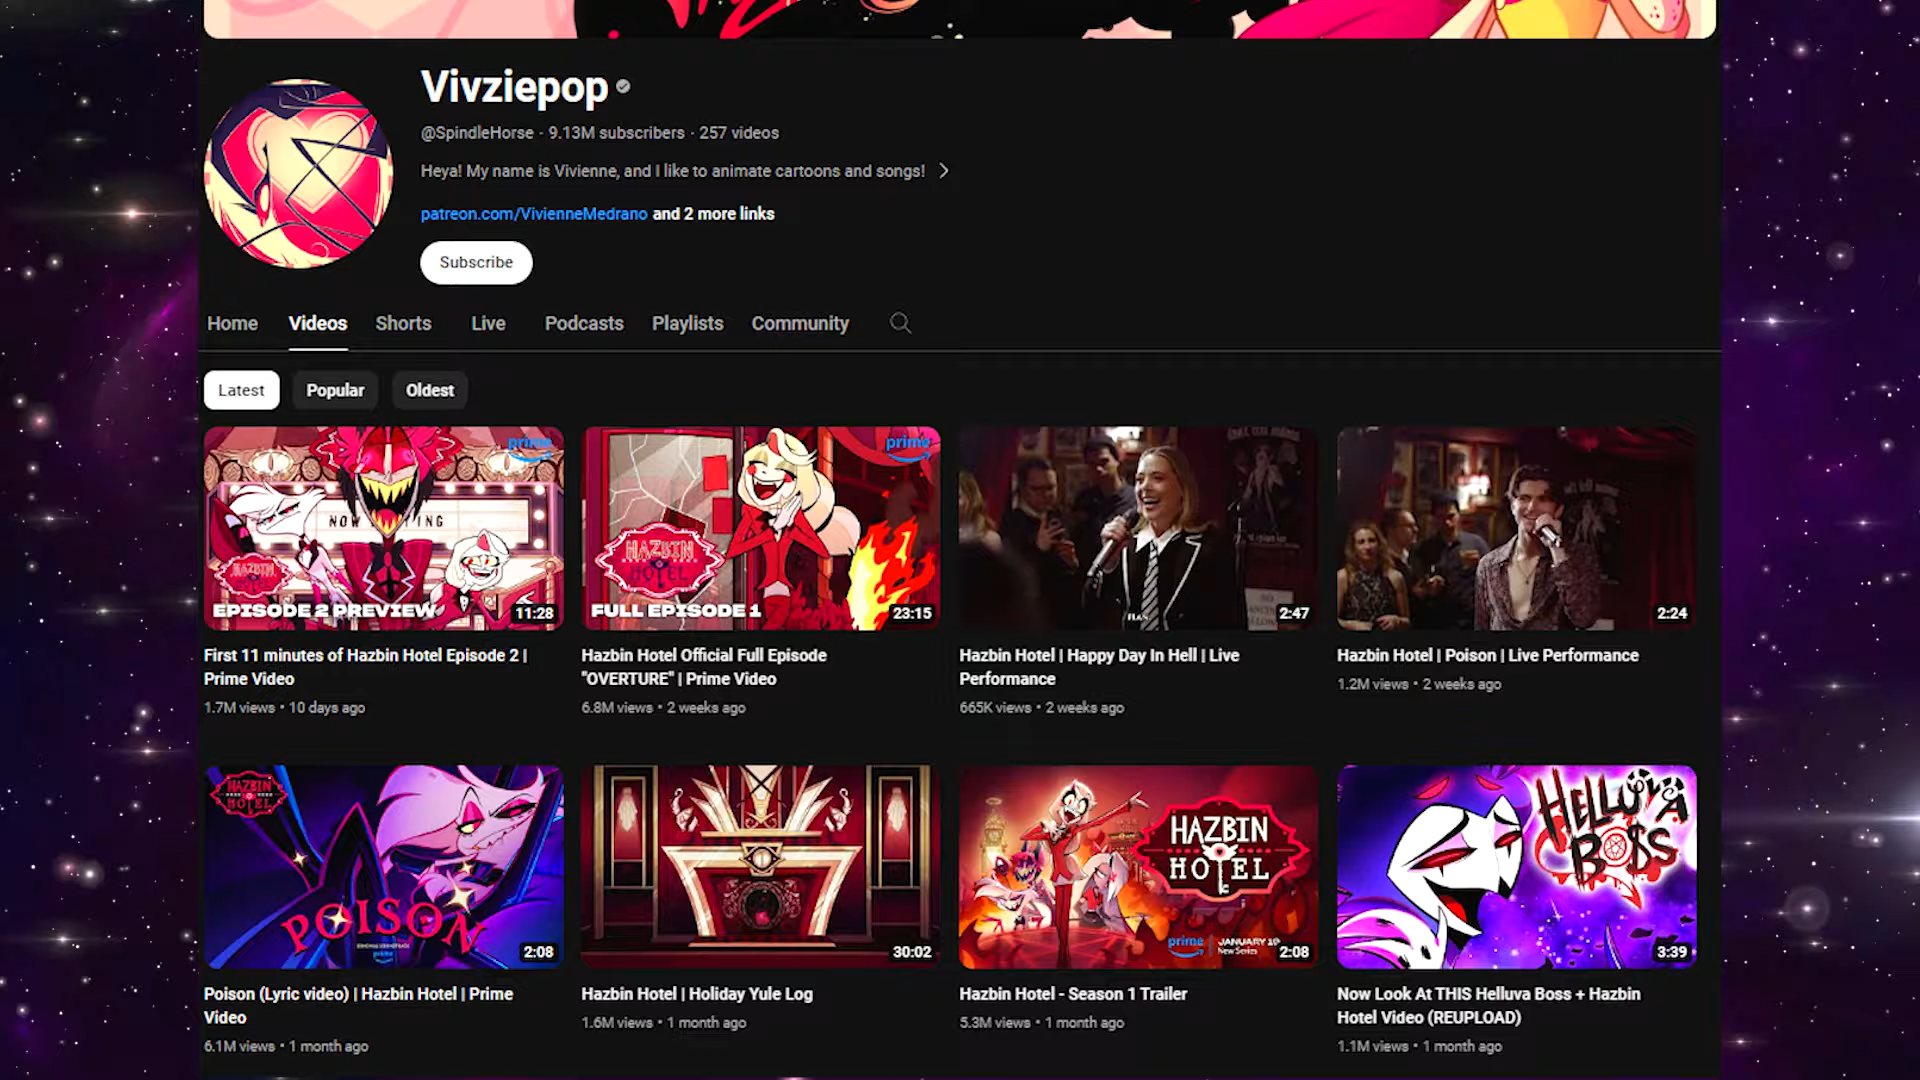 Vivziepop
@SpindleHorse · 9.13M subscribers · 257 videos
Heya! My name is Vivienne, and I like to animate cartoons and songs!
patreon.com/VivienneMedrano and 2 more links
Subscribe
Home Videos Shorts Live Podcasts Playlists Community
Latest Popular Oldest
prime
NOW
HAZBIN
HOTEL
EPISODE 2 PREVIEW
11:28
prime
HAZBIN
HOTEL
FULL EPISODE 1
23:15
2:47
2:24
First 11 minutes of Hazbin Hotel Episode 2 |
Prime Video
1.7M views • 10 days ago
Hazbin Hotel Official Full Episode
"OVERTURE" | Prime Video
6.8M views • 2 weeks ago
Hazbin Hotel | Happy Day In Hell | Live
Performance
665K views • 2 weeks ago
Hazbin Hotel | Poison | Live Performance
1.2M views • 2 weeks ago
HAZBIN
HOTEL
POISON
prime
2:08
30:02
HAZBIN
HOTEL
prime
JANUARY 19
New Series
2:08
HELLUVA
BOSS
3:39
Poison (Lyric video) | Hazbin Hotel | Prime
Video
6.1M views • 1 month ago
Hazbin Hotel | Holiday Yule Log
1.6M views • 1 month ago
Hazbin Hotel - Season 1 Trailer
5.3M views • 1 month ago
Now Look At THIS Helluva Boss + Hazbin
Hotel Video (REUPLOAD)
1.1M views • 1 month ago